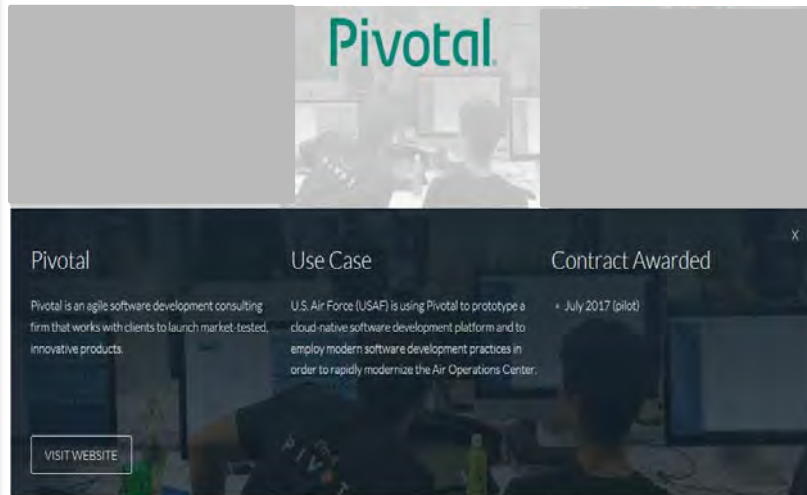 Pivotal
Pivotal
Pivotal is an agile software development consulting
firm that works with clients to launch market-tested,
innovative products.
VISIT WEBSITE
Use Case
U.S. Air Force (USAF) is using Pivotal to prototype a
cloud-native software development platform and to
employ modern software development practices in
order to rapidly modernize the Air Operations Center.
Contract Awarded
• July 2017 (pilot)
X